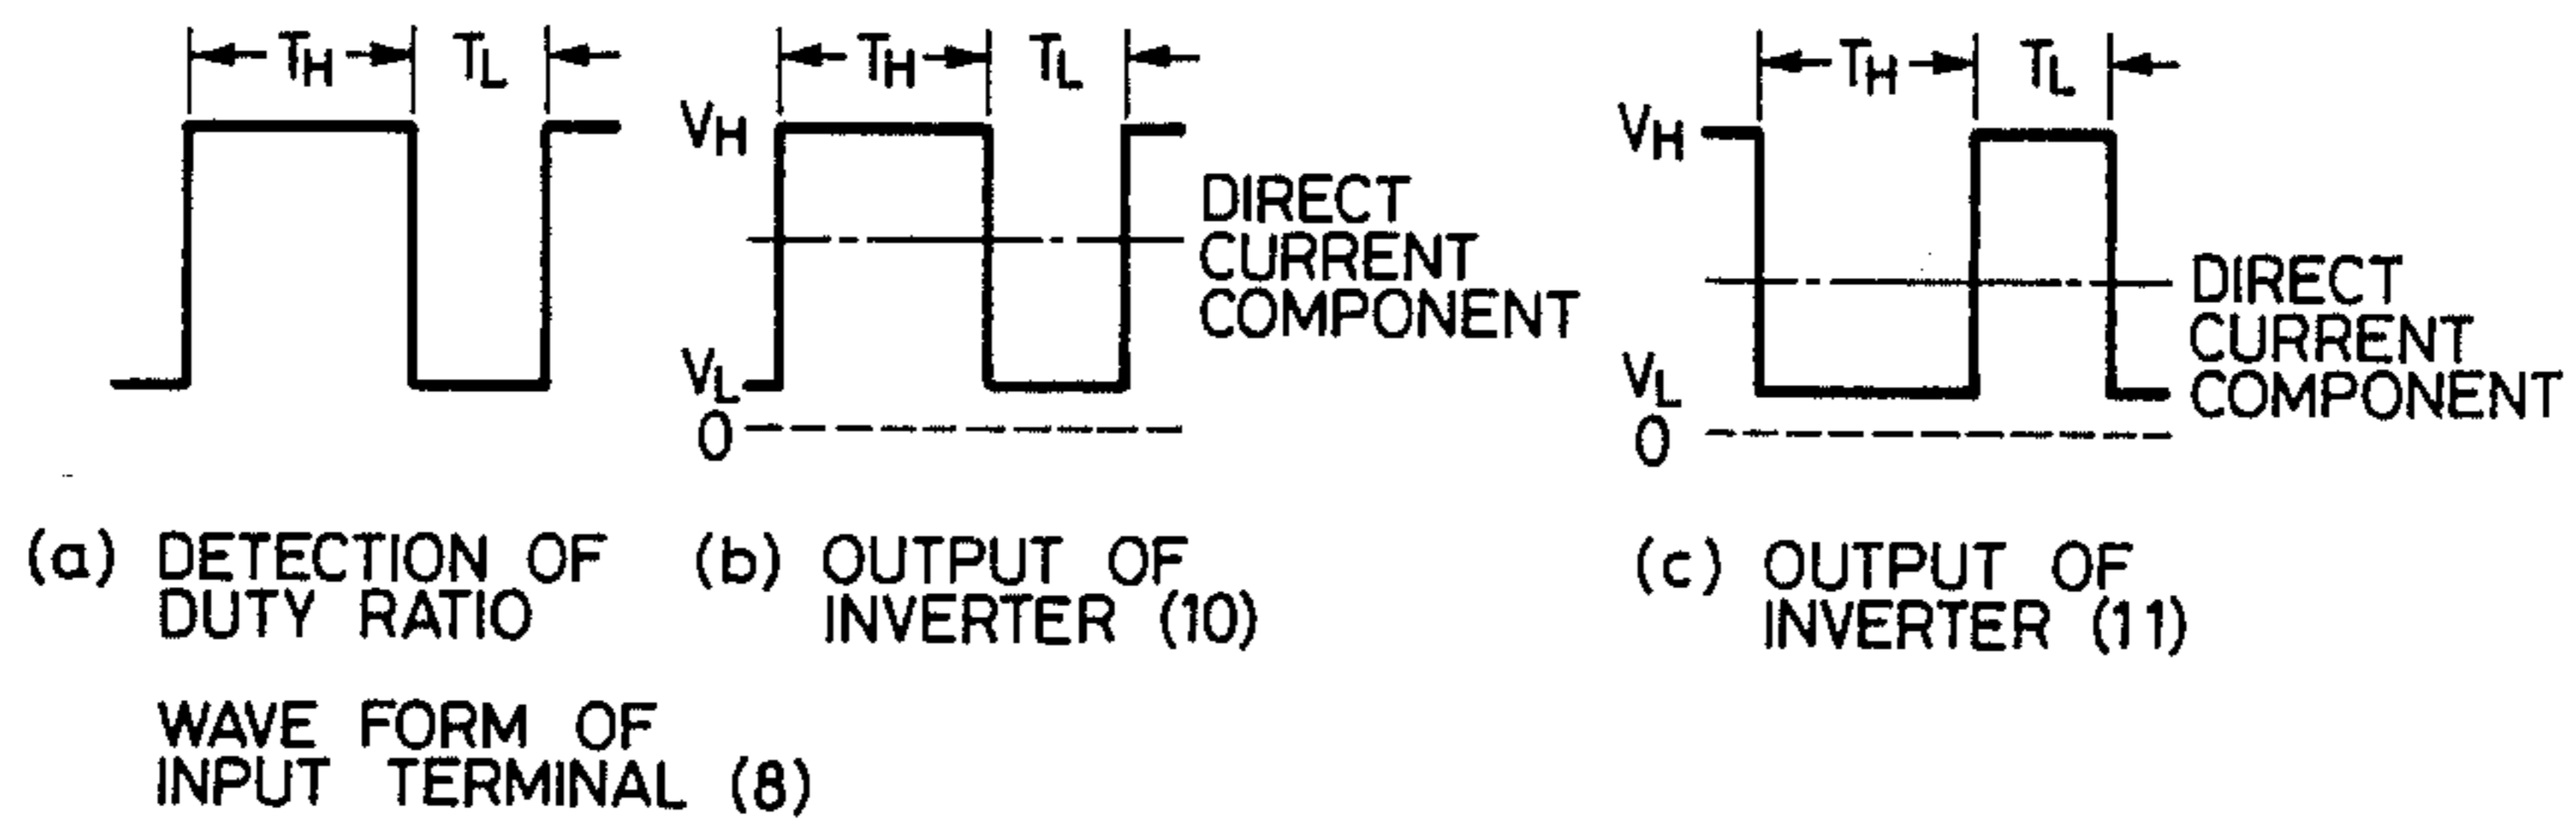 TH TL
VH
VL
0
TH TL
DIRECT
CURRENT
COMPONENT
VH
VL
0
TH TL
DIRECT
CURRENT
COMPONENT
(a) DETECTION OF
DUTY RATIO
WAVE FORM OF
INPUT TERMINAL (8)
(b) OUTPUT OF
INVERTER (10)
(c) OUTPUT OF
INVERTER (11)